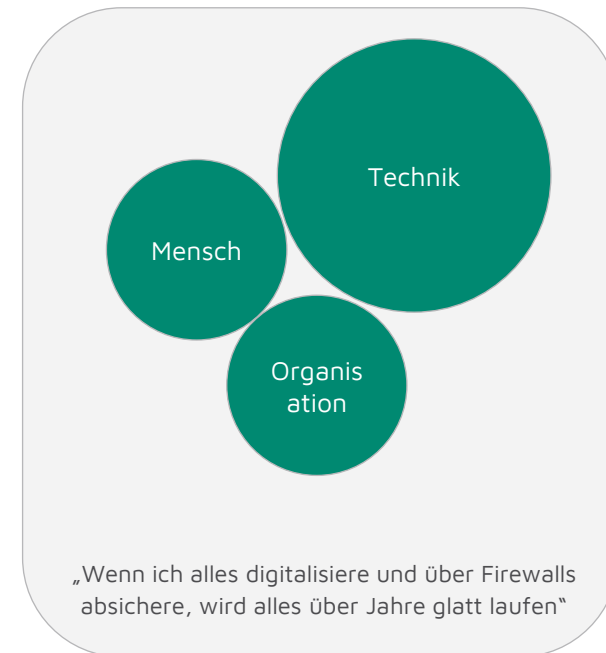 Technik
Mensch
Organis
ation
„Wenn ich alles digitalisiere und über Firewalls
absichere, wird alles über Jahre glatt laufen“